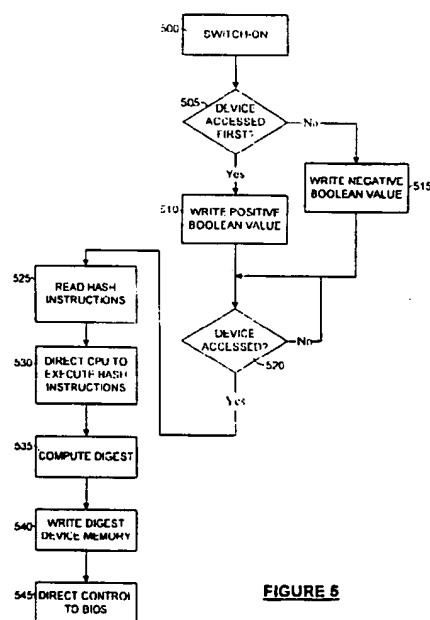 500
SWITCH-ON
505
DEVICE
ACCESSED
FIRST?
No
Yes
510
WRITE POSITIVE
BOOLEAN VALUE
WRITE NEGATIVE
BOOLEAN VALUE
515
525
READ HASH
INSTRUCTIONS
DEVICE
ACCESSED?
No
520
Yes
530
DIRECT CPU TO
EXECUTE HASH
INSTRUCTIONS
535
COMPUTE DIGEST
540
WRITE DIGEST
DEVICE MEMORY
545
DIRECT CONTROL
TO BIOS
FIGURE 5